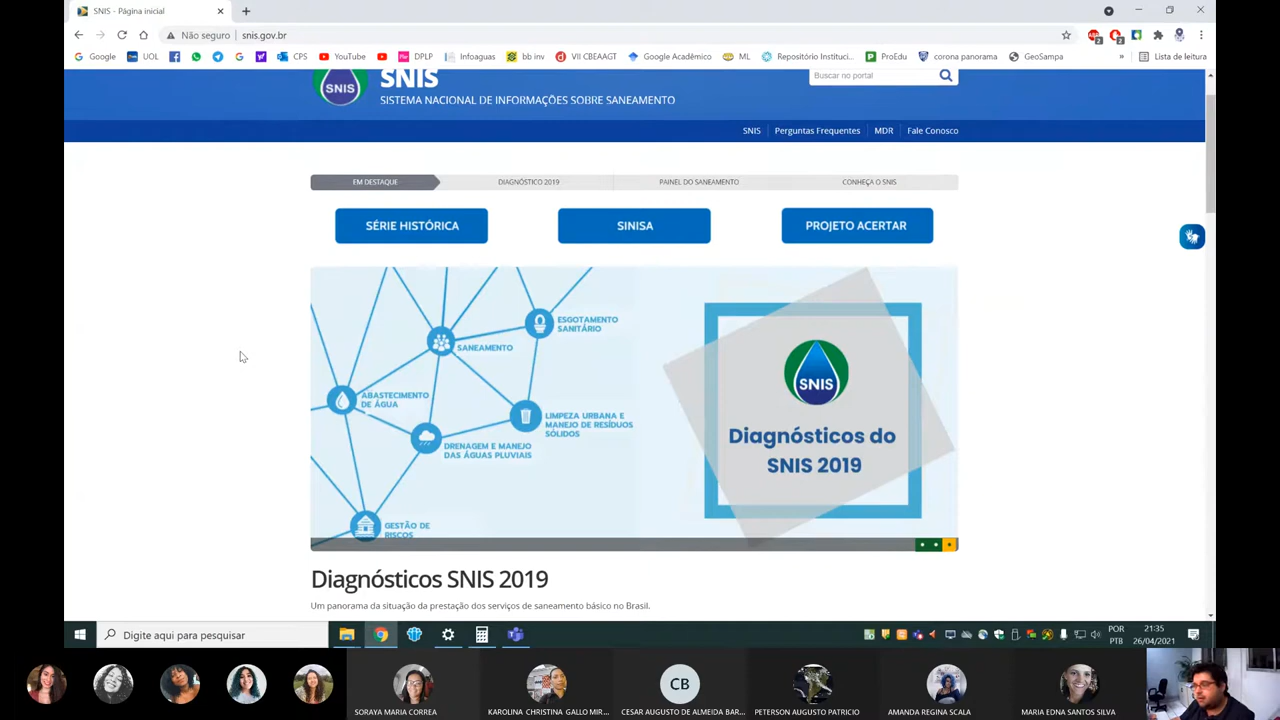 SNIS - Página inicial
Não seguro
snis.gov.br
Google
UOL
CPS
YouTube
DPLP
Infoaguas
bb inv
VII CBEAAGT
Google Acadêmico
ML
Repositório Instituci...
ProEdu
corona panorama
GeoSampa
»
Lista de leitura
SNIS
SISTEMA NACIONAL DE INFORMAÇÕES SOBRE SANEAMENTO
Buscar no portal
SNIS
Perguntas Frequentes
MDR
Fale Conosco
EM DESTAQUE
DIAGNÓSTICO 2019
PAINEL DO SANEAMENTO
CONHEÇA O SNIS
SÉRIE HISTÓRICA
SINISA
PROJETO ACERTAR
ESGOTAMENTO
SANITÁRIO
SANEAMENTO
ABASTECIMENTO
DE ÁGUA
LIMPEZA URBANA E
MANEJO DE RESÍDUOS
SÓLIDOS
DRENAGEM E MANEJO
DAS ÁGUAS PLUVIAIS
GESTÃO DE
RISCOS
SNIS
Diagnósticos do
SNIS 2019
Diagnósticos SNIS 2019
Um panorama da situação da prestação dos serviços de saneamento básico no Brasil.
Digite aqui para pesquisar
POR
PTB
21:35
26/04/2021
CB
SORAYA MARIA CORREA
KAROLINA CHRISTINA GALLO MIR...
CESAR AUGUSTO DE ALMEIDA BAR...
PETERSON AUGUSTO PATRICIO
AMANDA REGINA SCALA
MARIA EDNA SANTOS SILVA